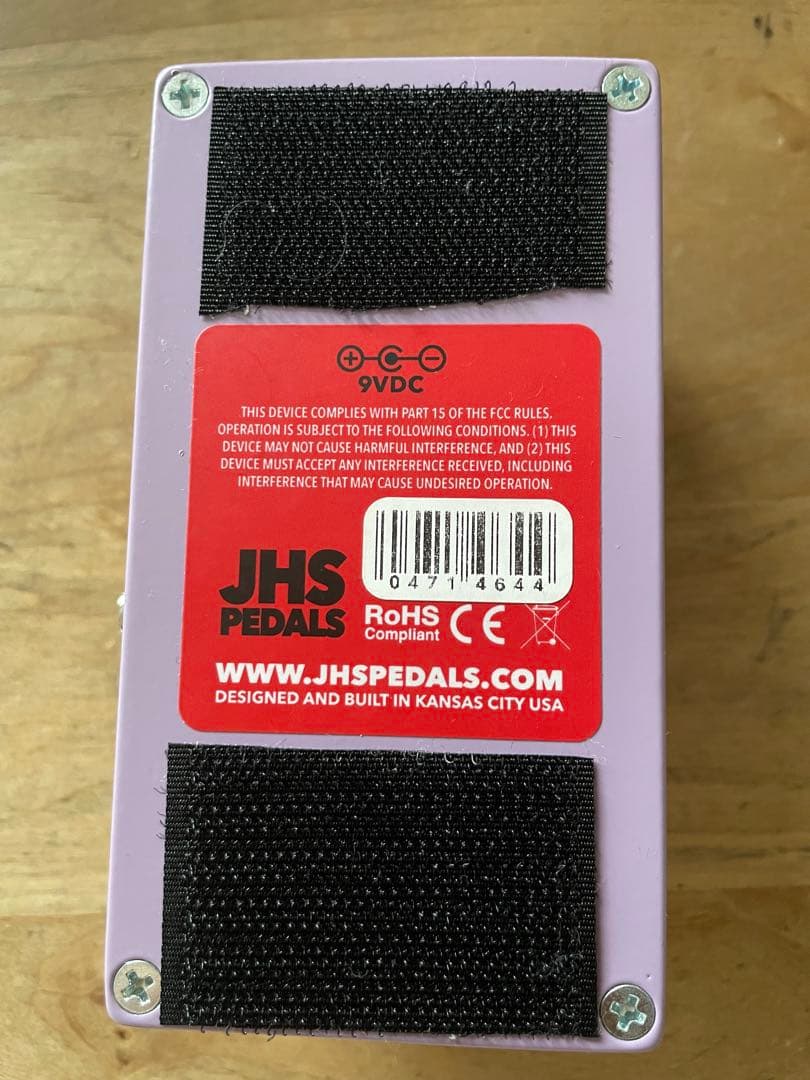 9VDC
THIS DEVICE COMPLIES WITH PART 15 OF THE FCC RULES.
OPERATION IS SUBJECT TO THE FOLLOWING CONDITIONS. (1) THIS
DEVICE MAY NOT CAUSE HARMFUL INTERFERENCE, AND (2) THIS
DEVICE MUST ACCEPT ANY INTERFERENCE RECEIVED, INCLUDING
INTERFERENCE THAT MAY CAUSE UNDESIRED OPERATION.
04714644
JHS
PEDALS
RoHS
Compliant
CE
WWW.JHSPEDALS.COM
DESIGNED AND BUILT IN KANSAS CITY USA